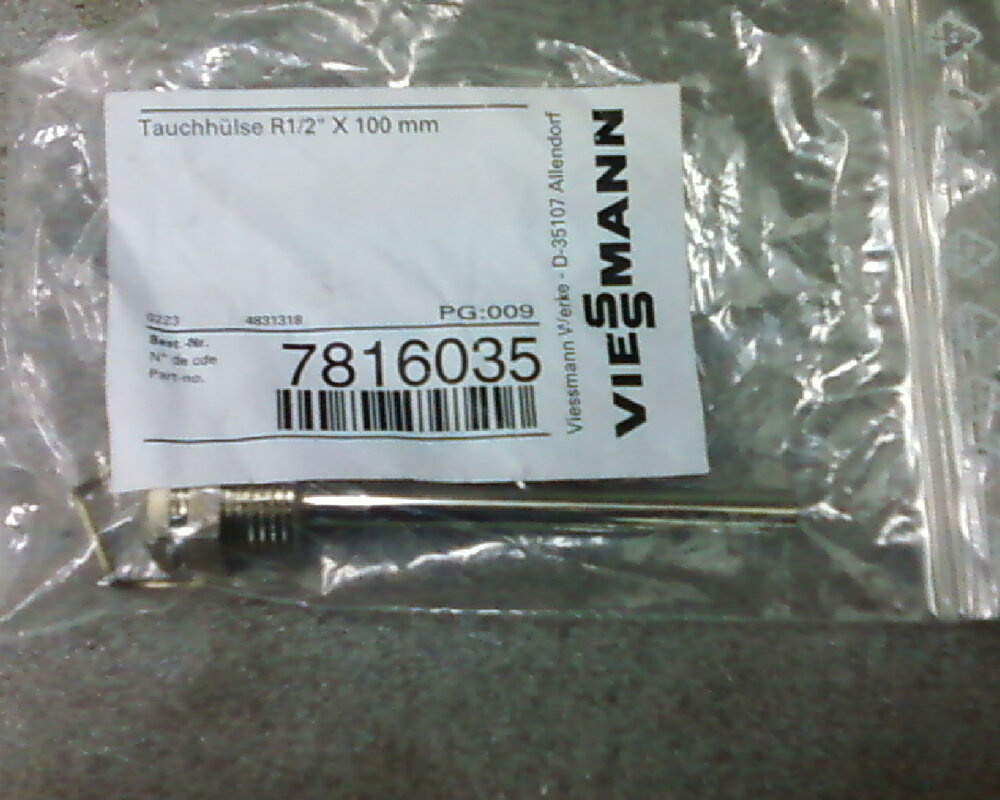 Tauchhülse R1/2" X 100 mm
0223 4831318 PG:009
Best.-Nr.
N° de cde
Part-no.
7816035
Viessmann Werke - D-35107 Allendorf
VIESSMANN